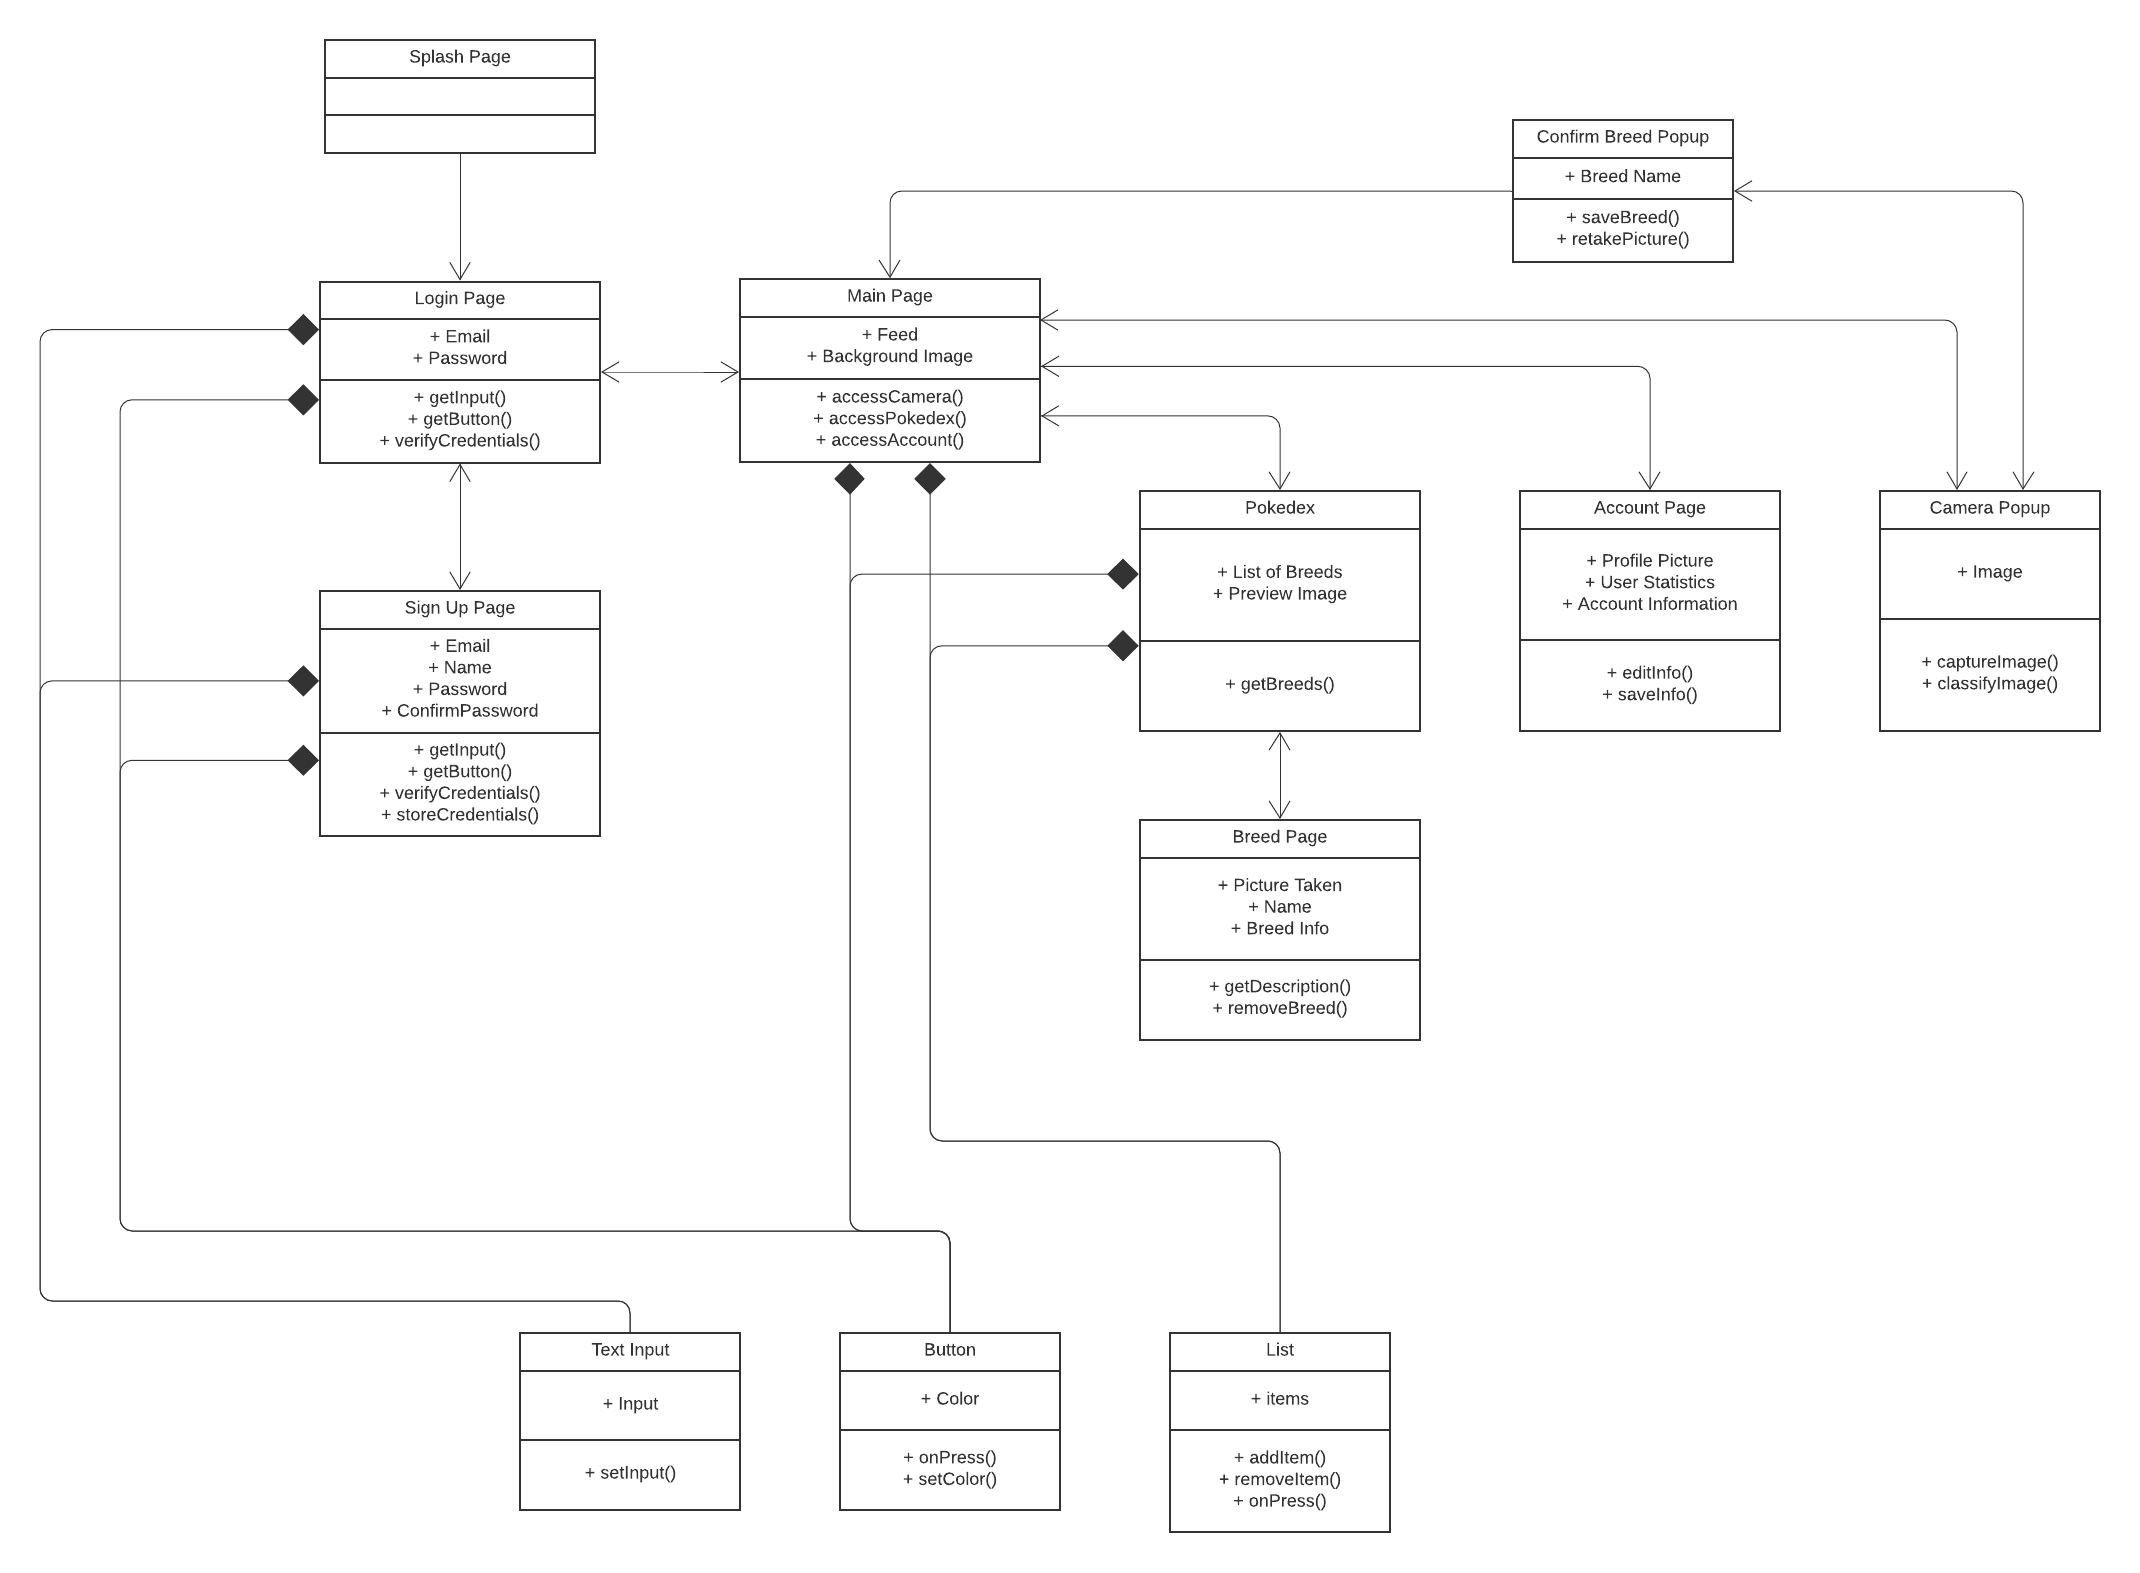 Splash Page
Confirm Breed Popup
+ Breed Name
+ saveBreed()
+ retakePicture()
Login Page
+ Email
+ Password
+ getInput()
+ getButton()
+ verifyCredentials()
Main Page
+ Feed
+ Background Image
+ accessCamera()
+ accessPokedex()
+ accessAccount()
Sign Up Page
+ Email
+ Name
+ Password
+ ConfirmPassword
+ getInput()
+ getButton()
+ verifyCredentials()
+ storeCredentials()
Pokedex
+ List of Breeds
+ Preview Image
+ getBreeds()
Account Page
+ Profile Picture
+ User Statistics
+ Account Information
+ editInfo()
+ saveInfo()
Camera Popup
+ Image
+ captureImage()
+ classifyImage()
Breed Page
+ Picture Taken
+ Name
+ Breed Info
+ getDescription()
+ removeBreed()
Text Input
+ Input
+ setInput()
Button
+ Color
+ onPress()
+ setColor()
List
+ items
+ addItem()
+ removeItem()
+ onPress()